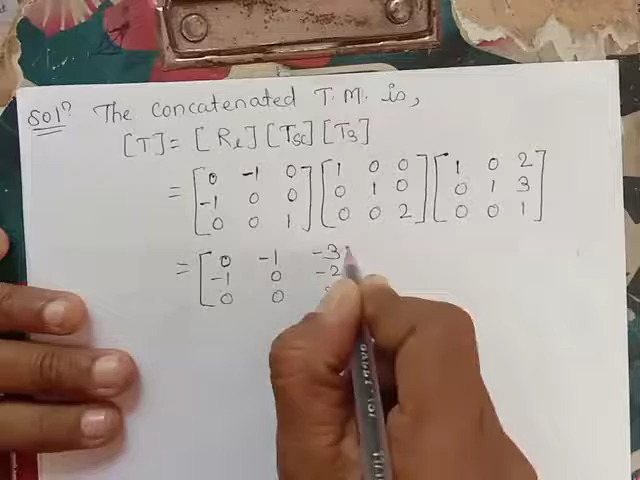 Sol? The concatenated T.M. is,
[T] = [Rl][Tsc][T3]
= [0 -1 0 [1 0 0 [1 0 2
-1 0 0 0 1 0 0 1 3
0 0 1] 0 0 2] 0 0 1]
= [0 -1 -3
-1 0 -2
0 0